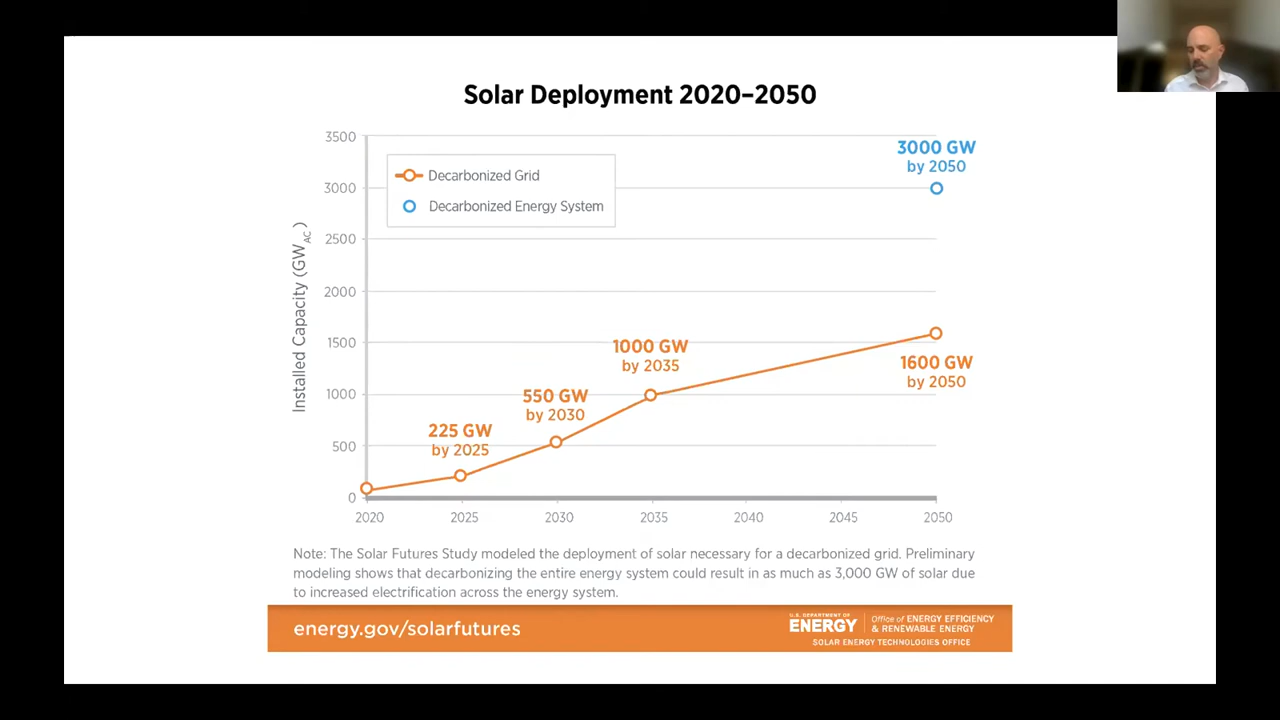 Solar Deployment 2020–2050
3500
3000
2500
2000
1500
1000
500
0
Installed Capacity (GWAC)
Decarbonized Grid
Decarbonized Energy System
3000 GW
by 2050
1000 GW
by 2035
1600 GW
by 2050
550 GW
by 2030
225 GW
by 2025
2020
2025
2030
2035
2040
2045
2050
Note: The Solar Futures Study modeled the deployment of solar necessary for a decarbonized grid. Preliminary
modeling shows that decarbonizing the entire energy system could result in as much as 3,000 GW of solar due
to increased electrification across the energy system.
energy.gov/solarfutures
U.S. DEPARTMENT OF
ENERGY
Office of ENERGY EFFICIENCY
& RENEWABLE ENERGY
SOLAR ENERGY TECHNOLOGIES OFFICE